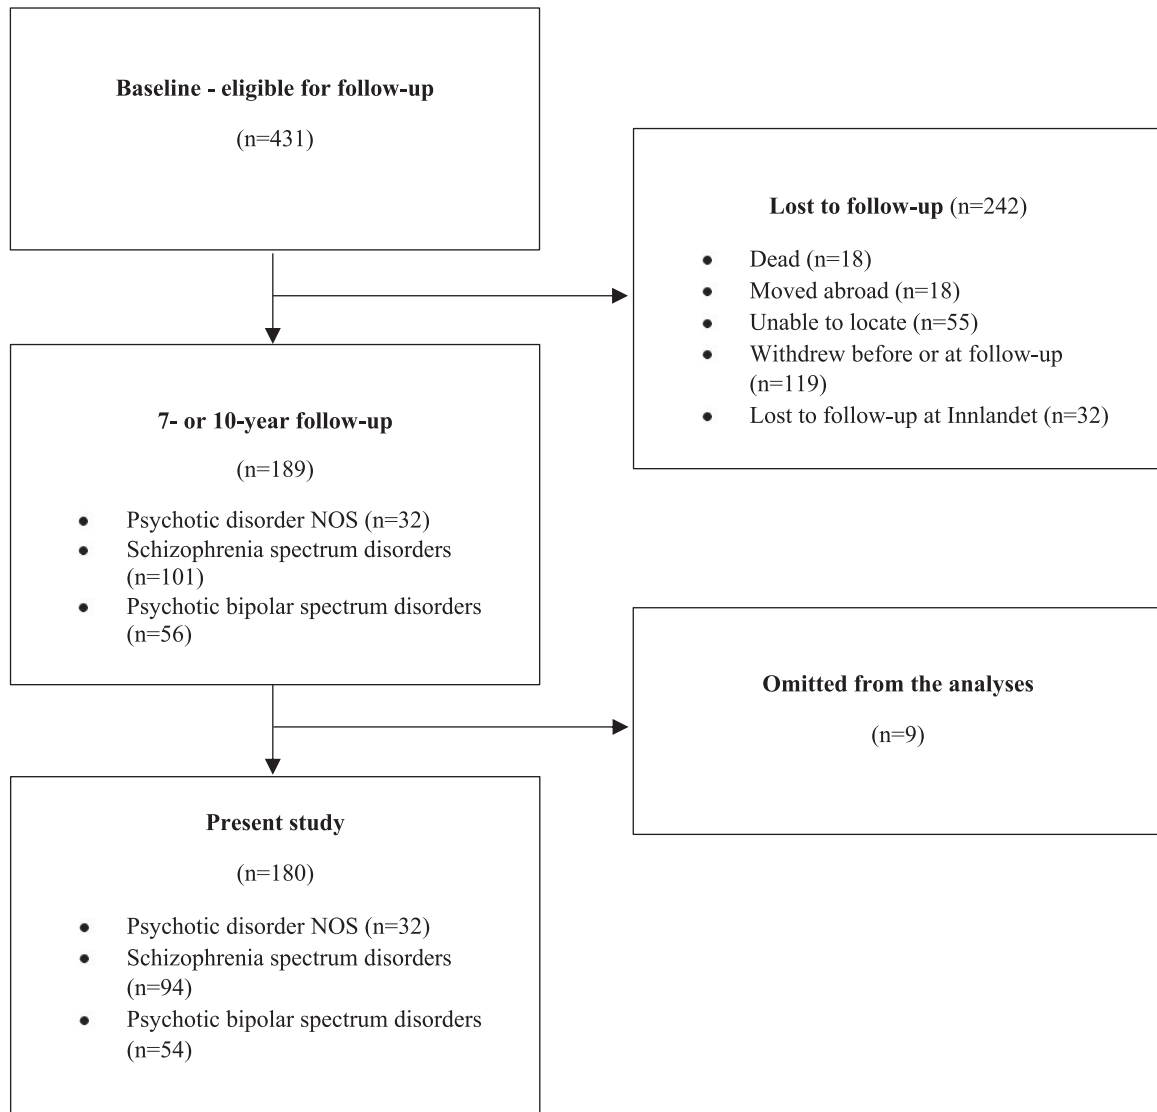 Baseline - eligible for follow-up
(n=431)
Lost to follow-up (n=242)
• Dead (n=18)
• Moved abroad (n=18)
• Unable to locate (n=55)
• Withdrew before or at follow-up
(n=119)
• Lost to follow-up at Innlandet (n=32)
7- or 10-year follow-up
(n=189)
• Psychotic disorder NOS (n=32)
• Schizophrenia spectrum disorders
(n=101)
• Psychotic bipolar spectrum disorders
(n=56)
Omitted from the analyses
(n=9)
Present study
(n=180)
• Psychotic disorder NOS (n=32)
• Schizophrenia spectrum disorders
(n=94)
• Psychotic bipolar spectrum disorders
(n=54)